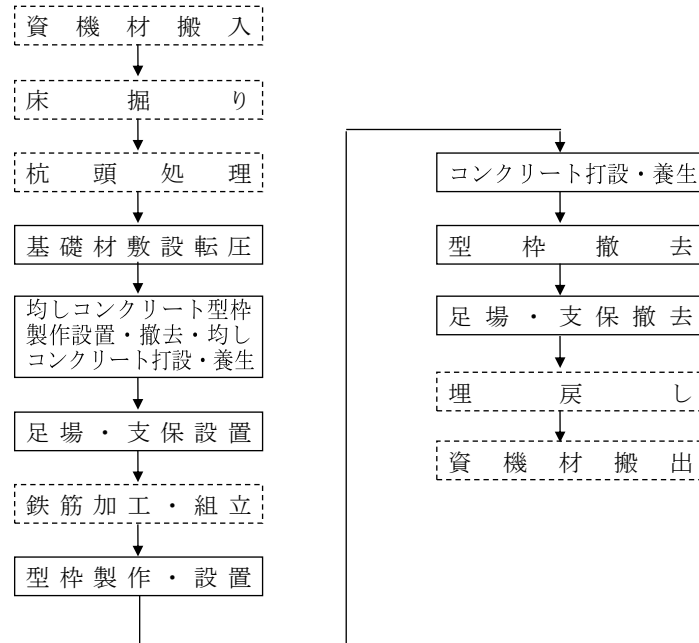 資機材搬入
床掘り
杭頭処理
基礎材敷設転圧
均しコンクリート型枠
製作設置・撤去・均し
コンクリート打設・養生
足場・支保設置
鉄筋加工・組立
型枠製作・設置
コンクリート打設・養生
型枠撤去
足場・支保撤去
埋戻し
資機材搬出